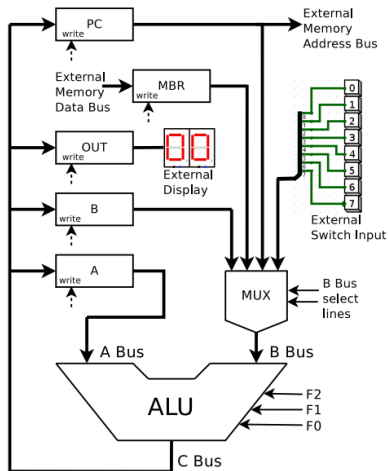 PC
write
External
Memory
Address Bus
External
Memory
Data Bus
MBR
write
OUT
write
00
External
Display
0
1
2
3
4
5
6
7
External
Switch Input
B
write
A
write
MUX
B Bus
select
lines
A Bus
B Bus
ALU
F2
F1
F0
C Bus